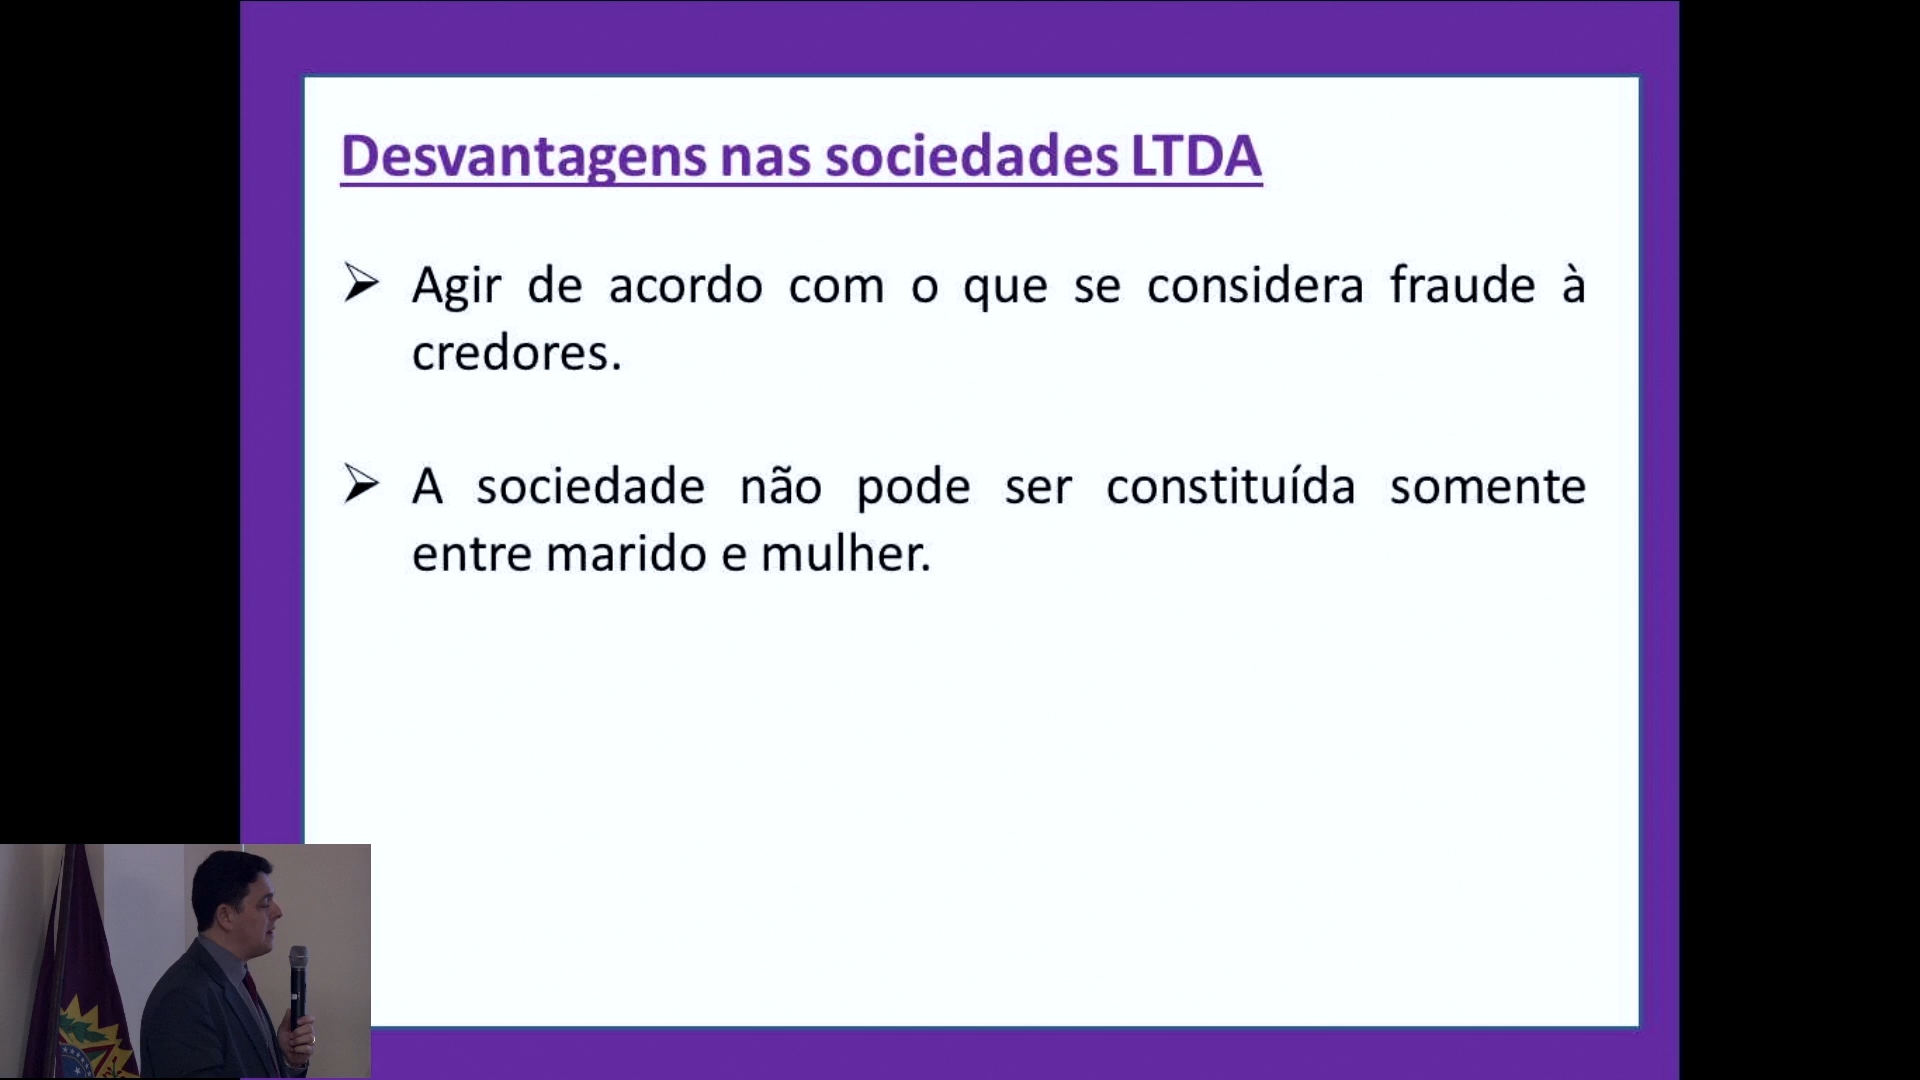 Desvantagens nas sociedades LTDA
Agir de acordo com o que se considera fraude à
credores.
A sociedade não pode ser constituída somente
entre marido e mulher.